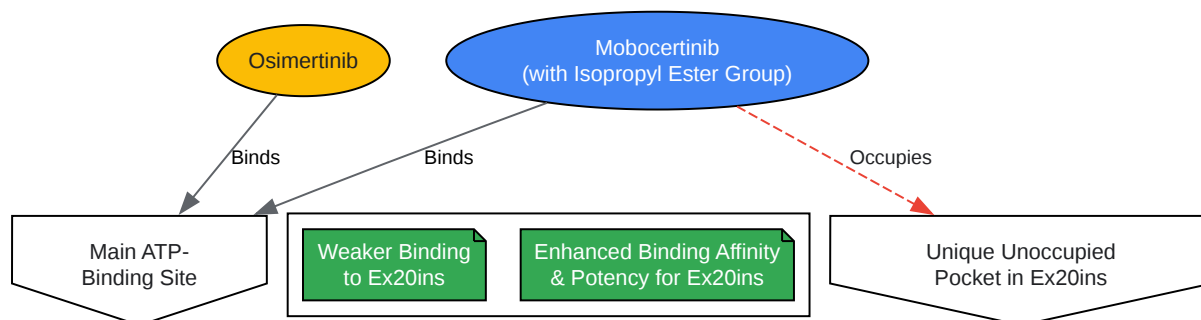 Osimertinib
Mobocertinib
(with Isopropyl Ester Group)
Binds
Binds
Occupies
Main ATP-
Binding Site
Weaker Binding
to Ex20ins
Enhanced Binding Affinity
& Potency for Ex20ins
Unique Unoccupied
Pocket in Ex20ins